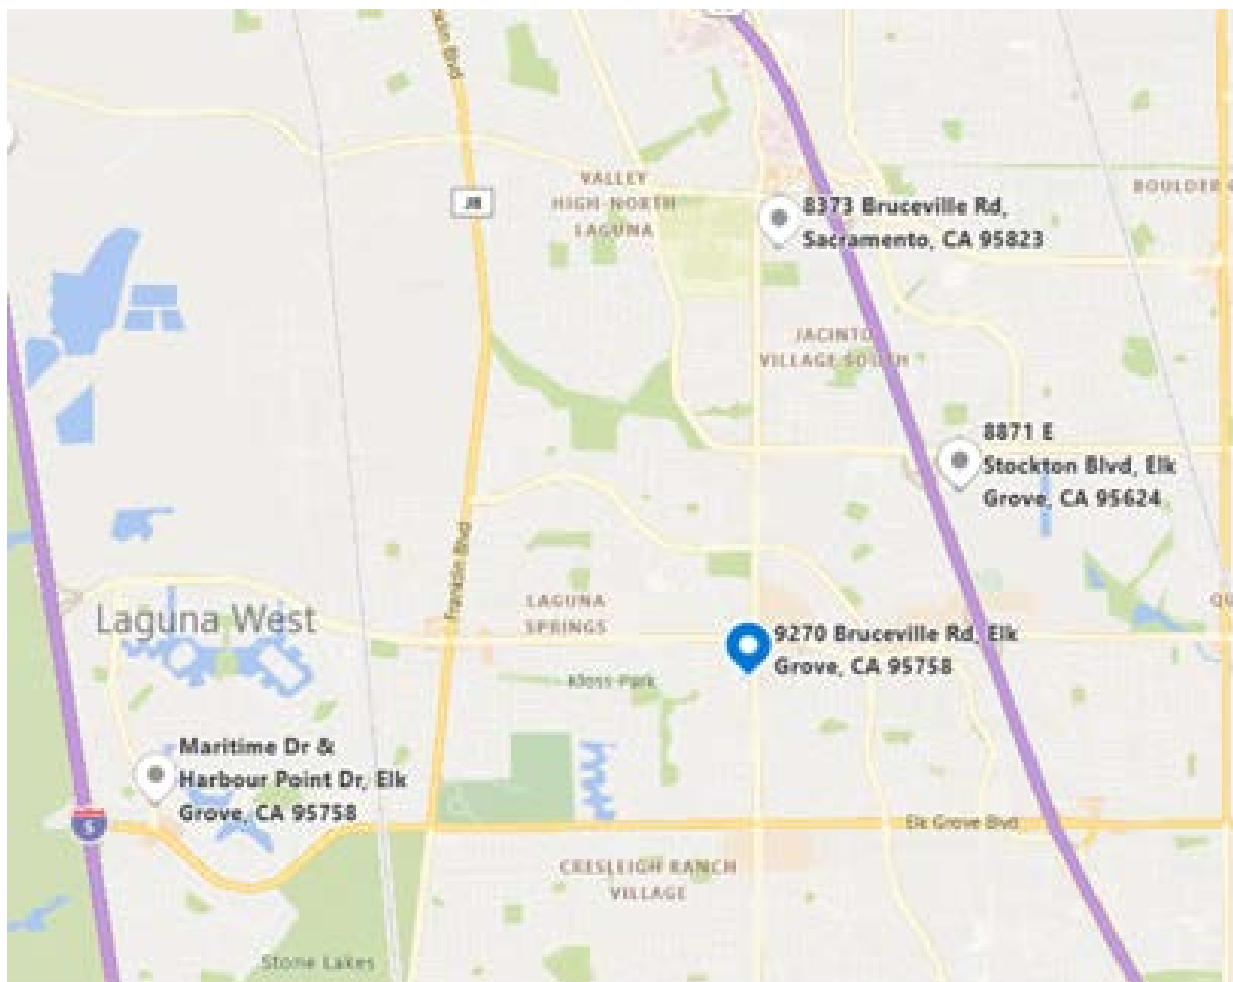 J8
VALLEY
HIGH-NORTH
LAGUNA
BOULDER
8373 Bruceville Rd,
Sacramento, CA 95823
JACINTO
VILLAGE SOUTH
8871 E
Stockton Blvd, Elk
Grove, CA 95624
Franklin Blvd
Laguna West
LAGUNA
SPRINGS
9270 Bruceville Rd, Elk
Grove, CA 95758
Kloss Park
Maritime Dr &
Harbour Point Dr, Elk
Grove, CA 95758
5
Elk Grove Blvd
CRESLEIGH RANCH
VILLAGE
Stone Lakes